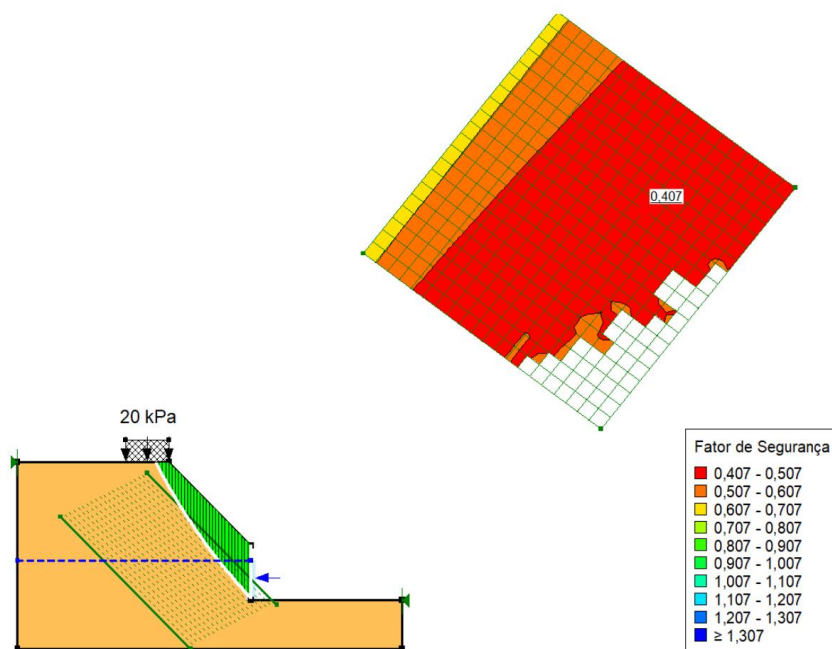 0,407
20 kPa
Fator de Segurança
0,407 - 0,507
0,507 - 0,607
0,607 - 0,707
0,707 - 0,807
0,807 - 0,907
0,907 - 1,007
1,007 - 1,107
1,107 - 1,207
1,207 - 1,307
≥ 1,307